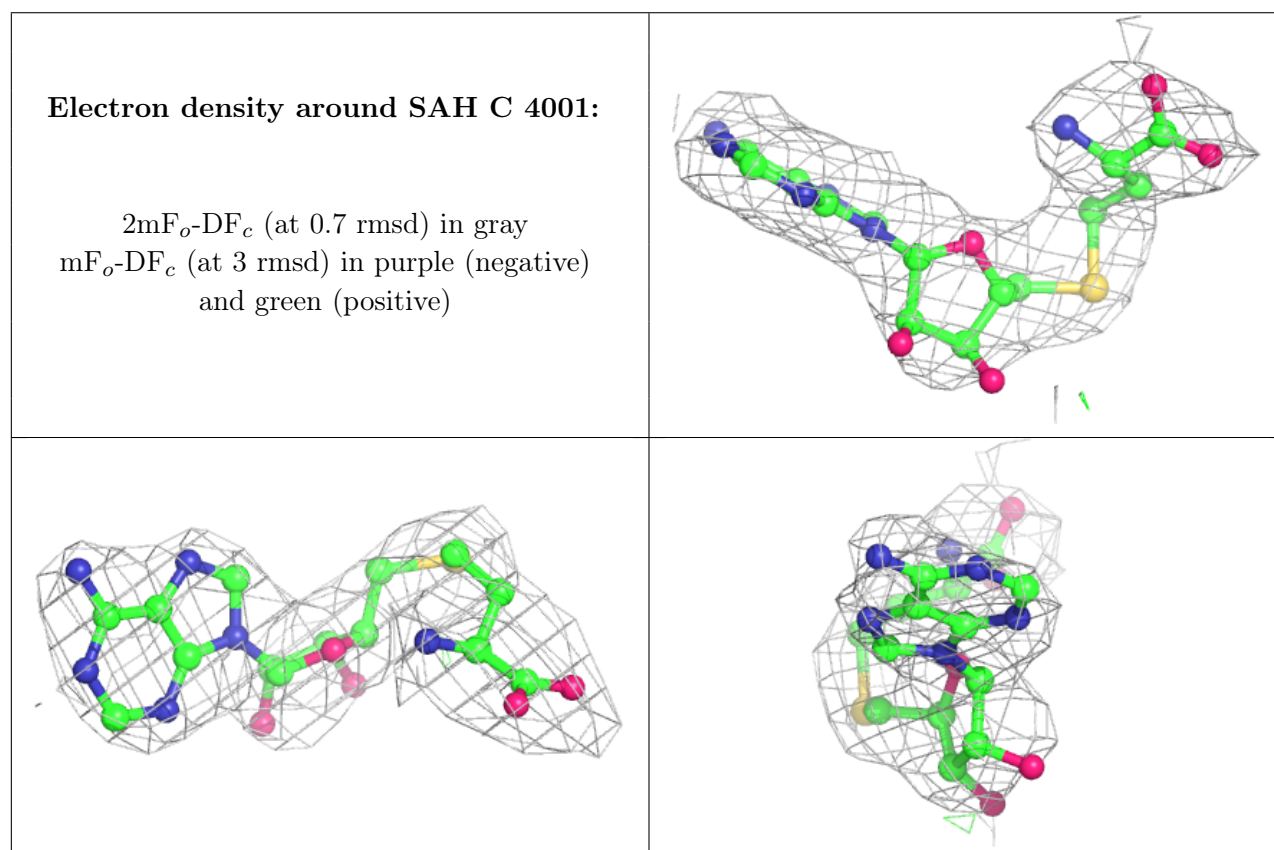 Electron density around SAH C 4001:
2mFₒ-DF𝒸 (at 0.7 rmsd) in gray
mFₒ-DF𝒸 (at 3 rmsd) in purple (negative)
and green (positive)